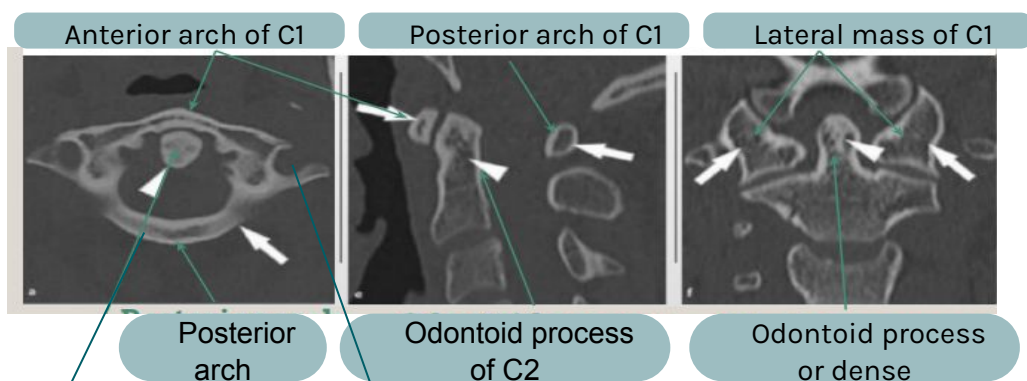 Anterior arch of C1
Posterior arch of C1
Lateral mass of C1
a
e
f
Posterior
arch
Odontoid process
of C2
Odontoid process
or dense